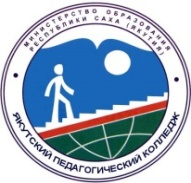 МИНИСТЕРСТВО ОБРАЗОВАНИЯ
РЕСПУБЛИКИ САХА (ЯКУТИЯ)
ЯКУТСКИЙ ПЕДАГОГИЧЕСКИЙ КОЛЛЕДЖ